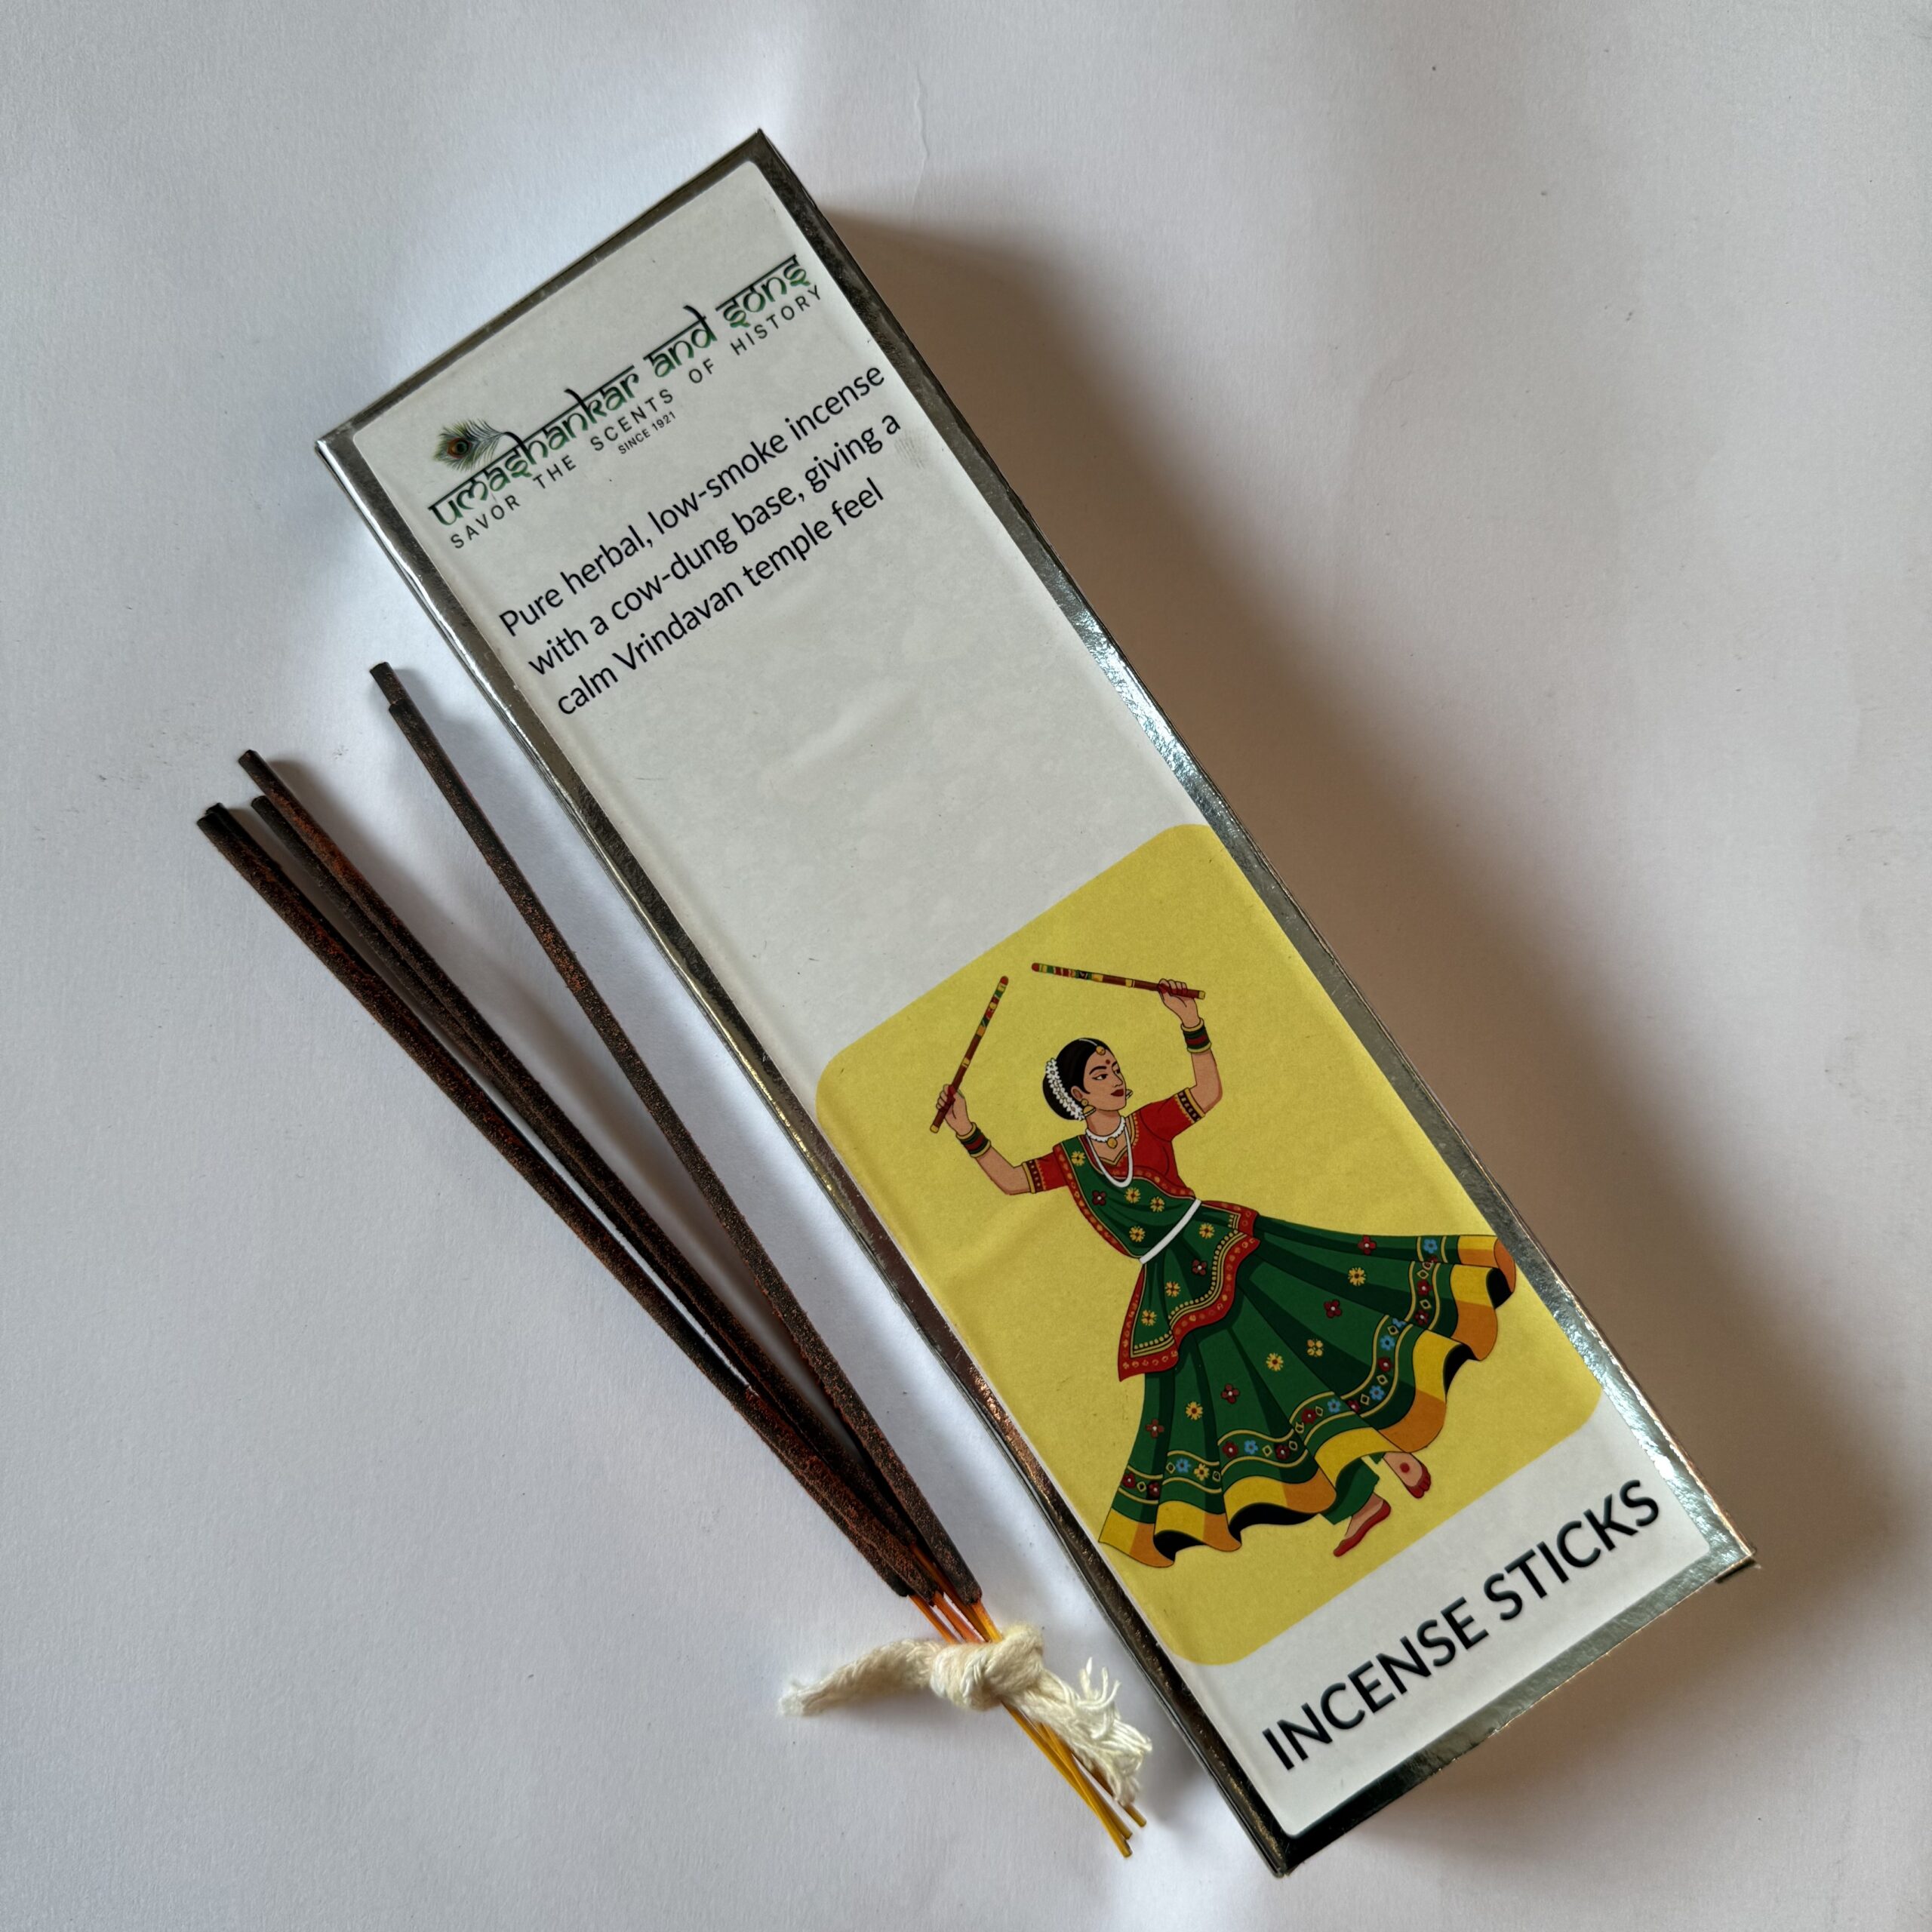 umashankar and sons
SAVOR THE SCENTS OF HISTORY
SINCE 1921
Pure herbal, low-smoke incense
with a cow-dung base, giving a
calm Vrindavan temple feel
INCENSE STICKS